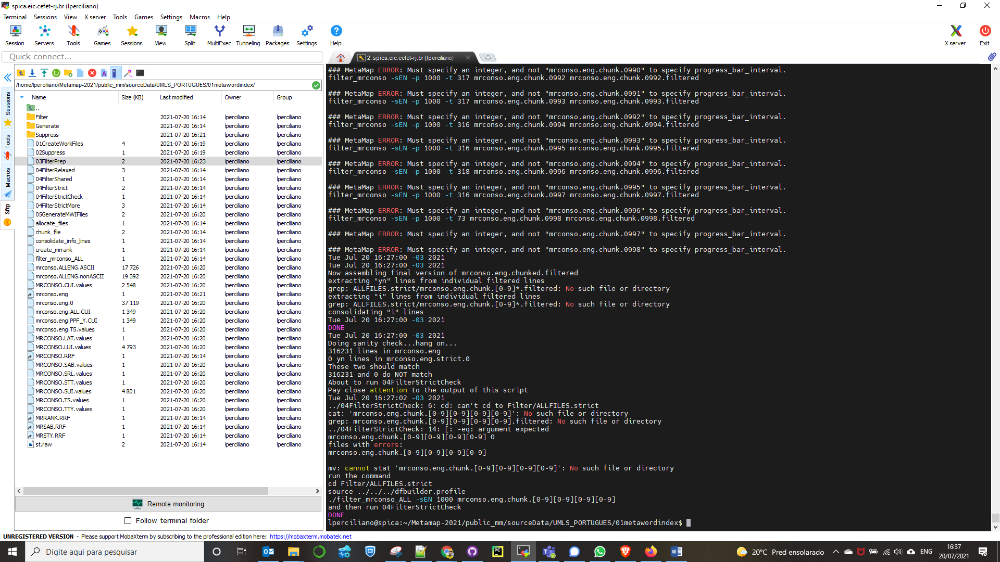 spica.eic.cefet-rj.br (lperciliano)
Terminal Sessions View X server Tools Games Settings Macros Help
Session Servers Tools Games Sessions View Split MultiExec Tunneling Packages Settings Help X server Exit
Quick connect...
2. spica.eic.cefet-rj.br (lperciliano)
/home/lperciliano/Metamap-2021/public_mm/sourceData/UMLS_PORTUGUES/01metawordindex/
Sessions
Tools
Macros
Sftp
Name Size (KB) Last modified Owner Group
..
Filter 2021-07-20 16:14 lperciliano lperciliano
Generate 2021-07-20 16:14 lperciliano lperciliano
Suppress 2021-07-20 16:21 lperciliano lperciliano
01CreateWorkFiles 4 2021-07-20 16:19 lperciliano lperciliano
02Suppress 1 2021-07-20 16:19 lperciliano lperciliano
03FilterPrep 2 2021-07-20 16:23 lperciliano lperciliano
04FilterRelaxed 3 2021-07-20 16:14 lperciliano lperciliano
04FilterShared 1 2021-07-20 16:14 lperciliano lperciliano
04FilterStrict 2 2021-07-20 16:14 lperciliano lperciliano
04FilterStrictCheck 1 2021-07-20 16:14 lperciliano lperciliano
04FilterStrictMore 3 2021-07-20 16:14 lperciliano lperciliano
05GenerateMWIFiles 2 2021-07-20 16:20 lperciliano lperciliano
allocate_files 1 2021-07-20 16:14 lperciliano lperciliano
chunk_file 2 2021-07-20 16:14 lperciliano lperciliano
consolidate_info_lines 1 2021-07-20 16:14 lperciliano lperciliano
create_mrrank 1 2021-07-20 16:14 lperciliano lperciliano
filter_mrconso_ALL 1 2021-07-20 16:14 lperciliano lperciliano
mrconso.ALLENG.ASCII 17 726 2021-07-20 16:20 lperciliano lperciliano
mrconso.ALLENG.nonASCII 19 392 2021-07-20 16:20 lperciliano lperciliano
MRCONSO.CUI.values 2 548 2021-07-20 16:20 lperciliano lperciliano
mrconso.eng 1 2021-07-20 16:21 lperciliano lperciliano
mrconso.eng.0 37 119 2021-07-20 16:20 lperciliano lperciliano
mrconso.eng.ALL.CUI 1 349 2021-07-20 16:20 lperciliano lperciliano
mrconso.eng.PPF_Y.CUI 1 349 2021-07-20 16:20 lperciliano lperciliano
mrconso.eng.TS.values 1 2021-07-20 16:20 lperciliano lperciliano
MRCONSO.LAT.values 1 2021-07-20 16:20 lperciliano lperciliano
MRCONSO.LUI.values 4 793 2021-07-20 16:20 lperciliano lperciliano
MRCONSO.RRF 1 2021-07-20 16:14 lperciliano lperciliano
MRCONSO.SAB.values 1 2021-07-20 16:20 lperciliano lperciliano
MRCONSO.SRL.values 1 2021-07-20 16:20 lperciliano lperciliano
MRCONSO.STT.values 1 2021-07-20 16:20 lperciliano lperciliano
MRCONSO.SUI.values 4 801 2021-07-20 16:20 lperciliano lperciliano
MRCONSO.TS.values 1 2021-07-20 16:20 lperciliano lperciliano
MRCONSO.TTY.values 1 2021-07-20 16:20 lperciliano lperciliano
MRRANK.RRF 1 2021-07-20 16:14 lperciliano lperciliano
MRSAB.RRF 1 2021-07-20 16:14 lperciliano lperciliano
MRSTY.RRF 1 2021-07-20 16:14 lperciliano lperciliano
st.raw 2 2021-07-20 16:14 lperciliano lperciliano
Remote monitoring
Follow terminal folder
### MetaMap ERROR: Must specify an integer, and not "mrconso.eng.chunk.0990" to specify progress_bar_interval.
filter_mrconso -sEN -p 1000 -t 317 mrconso.eng.chunk.0992 mrconso.eng.chunk.0992.filtered
### MetaMap ERROR: Must specify an integer, and not "mrconso.eng.chunk.0991" to specify progress_bar_interval.
filter_mrconso -sEN -p 1000 -t 317 mrconso.eng.chunk.0993 mrconso.eng.chunk.0993.filtered
### MetaMap ERROR: Must specify an integer, and not "mrconso.eng.chunk.0992" to specify progress_bar_interval.
filter_mrconso -sEN -p 1000 -t 316 mrconso.eng.chunk.0994 mrconso.eng.chunk.0994.filtered
### MetaMap ERROR: Must specify an integer, and not "mrconso.eng.chunk.0993" to specify progress_bar_interval.
filter_mrconso -sEN -p 1000 -t 316 mrconso.eng.chunk.0995 mrconso.eng.chunk.0995.filtered
### MetaMap ERROR: Must specify an integer, and not "mrconso.eng.chunk.0994" to specify progress_bar_interval.
filter_mrconso -sEN -p 1000 -t 318 mrconso.eng.chunk.0996 mrconso.eng.chunk.0996.filtered
### MetaMap ERROR: Must specify an integer, and not "mrconso.eng.chunk.0995" to specify progress_bar_interval.
filter_mrconso -sEN -p 1000 -t 316 mrconso.eng.chunk.0997 mrconso.eng.chunk.0997.filtered
### MetaMap ERROR: Must specify an integer, and not "mrconso.eng.chunk.0996" to specify progress_bar_interval.
filter_mrconso -sEN -p 1000 -t 73 mrconso.eng.chunk.0998 mrconso.eng.chunk.0998.filtered
### MetaMap ERROR: Must specify an integer, and not "mrconso.eng.chunk.0997" to specify progress_bar_interval.
### MetaMap ERROR: Must specify an integer, and not "mrconso.eng.chunk.0998" to specify progress_bar_interval.
Tue Jul 20 16:27:00 -03 2021
Tue Jul 20 16:27:00 -03 2021
Now assembling final version of mrconso.eng.chunked.filtered
extracting "yn" lines from individual filtered lines
grep: ALLFILES.strict/mrconso.eng.chunk.[0-9]*.filtered: No such file or directory
extracting "i" lines from individual filtered lines
grep: ALLFILES.strict/mrconso.eng.chunk.[0-9]*.filtered: No such file or directory
consolidating "i" lines
Tue Jul 20 16:27:00 -03 2021
DONE
Tue Jul 20 16:27:00 -03 2021
Doing sanity check...hang on...
316231 lines in mrconso.eng
0 yn lines in mrconso.eng.strict.0
These two should match
316231 and 0 do NOT match
About to run 04FilterStrictCheck
Pay close attention to the output of this script
Tue Jul 20 16:27:02 -03 2021
../04FilterStrictCheck: 6: cd: can't cd to Filter/ALLFILES.strict
cat: 'mrconso.eng.chunk.[0-9][0-9][0-9][0-9]': No such file or directory
grep: mrconso.eng.chunk.[0-9][0-9][0-9][0-9].filtered: No such file or directory
../04FilterStrictCheck: 14: [: -eq: argument expected
mrconso.eng.chunk.[0-9][0-9][0-9][0-9] 0
files with errors:
mrconso.eng.chunk.[0-9][0-9][0-9][0-9]
mv: cannot stat 'mrconso.eng.chunk.[0-9][0-9][0-9][0-9]': No such file or directory
run the command
cd Filter/ALLFILES.strict
source ../../../dfbuilder.profile
./filter_mrconso_ALL -sEN 1000 mrconso.eng.chunk.[0-9][0-9][0-9][0-9]
and then run 04FilterStrictCheck
DONE
lperciliano@spica:~/Metamap-2021/public_mm/sourceData/UMLS_PORTUGUES/01metawordindex$
UNREGISTERED VERSION - Please support MobaXterm by subscribing to the professional edition here: https://mobaxterm.mobatek.net
Digite aqui para pesquisar
20°C Pred ensolarado
ENG
16:37
20/07/2021